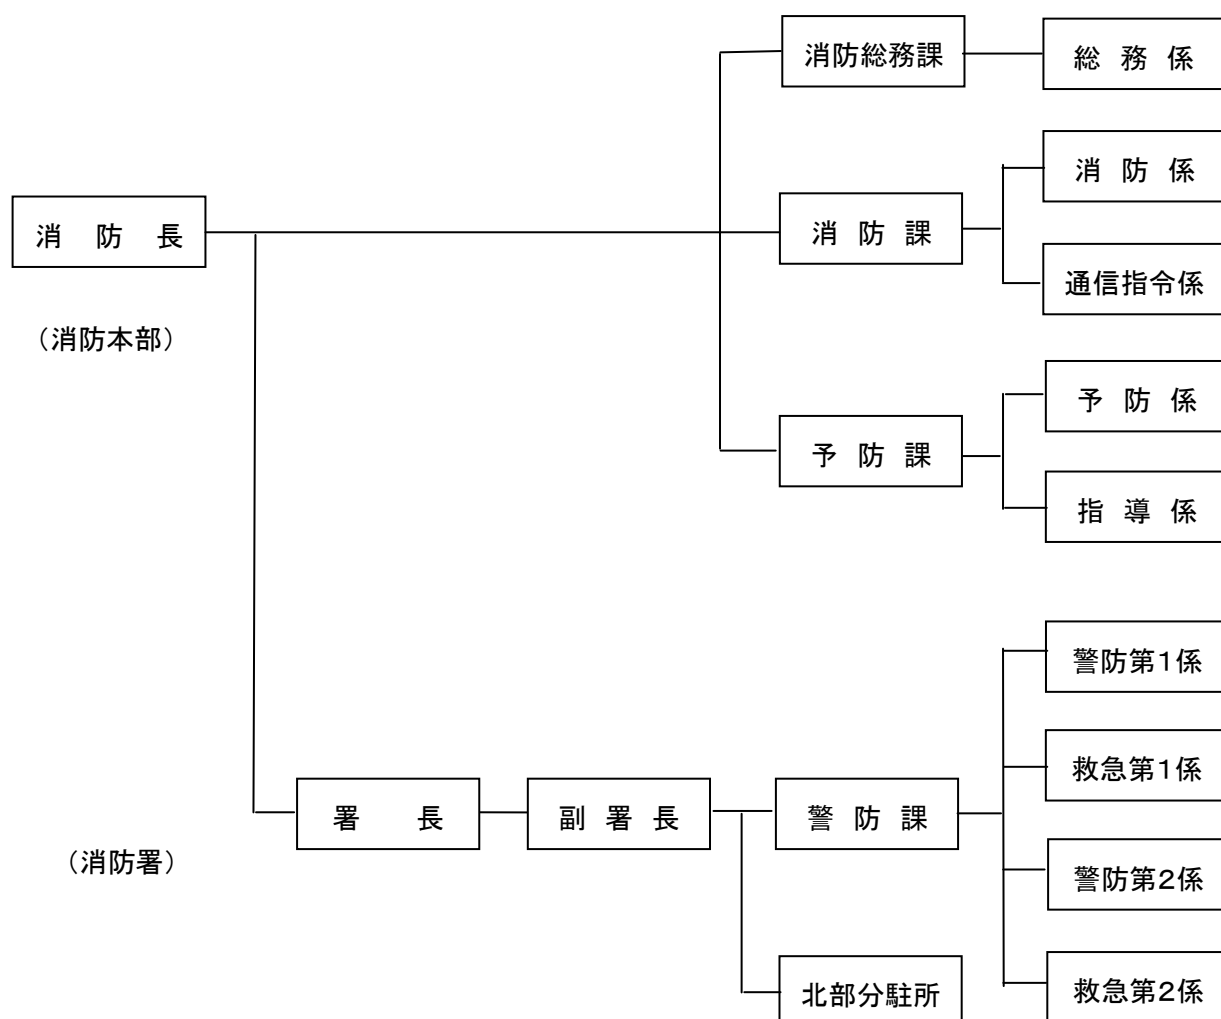 消防総務課
総務係
消防係
消防長
消防課
通信指令係
（消防本部）
予防係
予防課
指導係
警防第1係
救急第1係
署長
副署長
警防課
（消防署）
警防第2係
北部分駐所
救急第2係